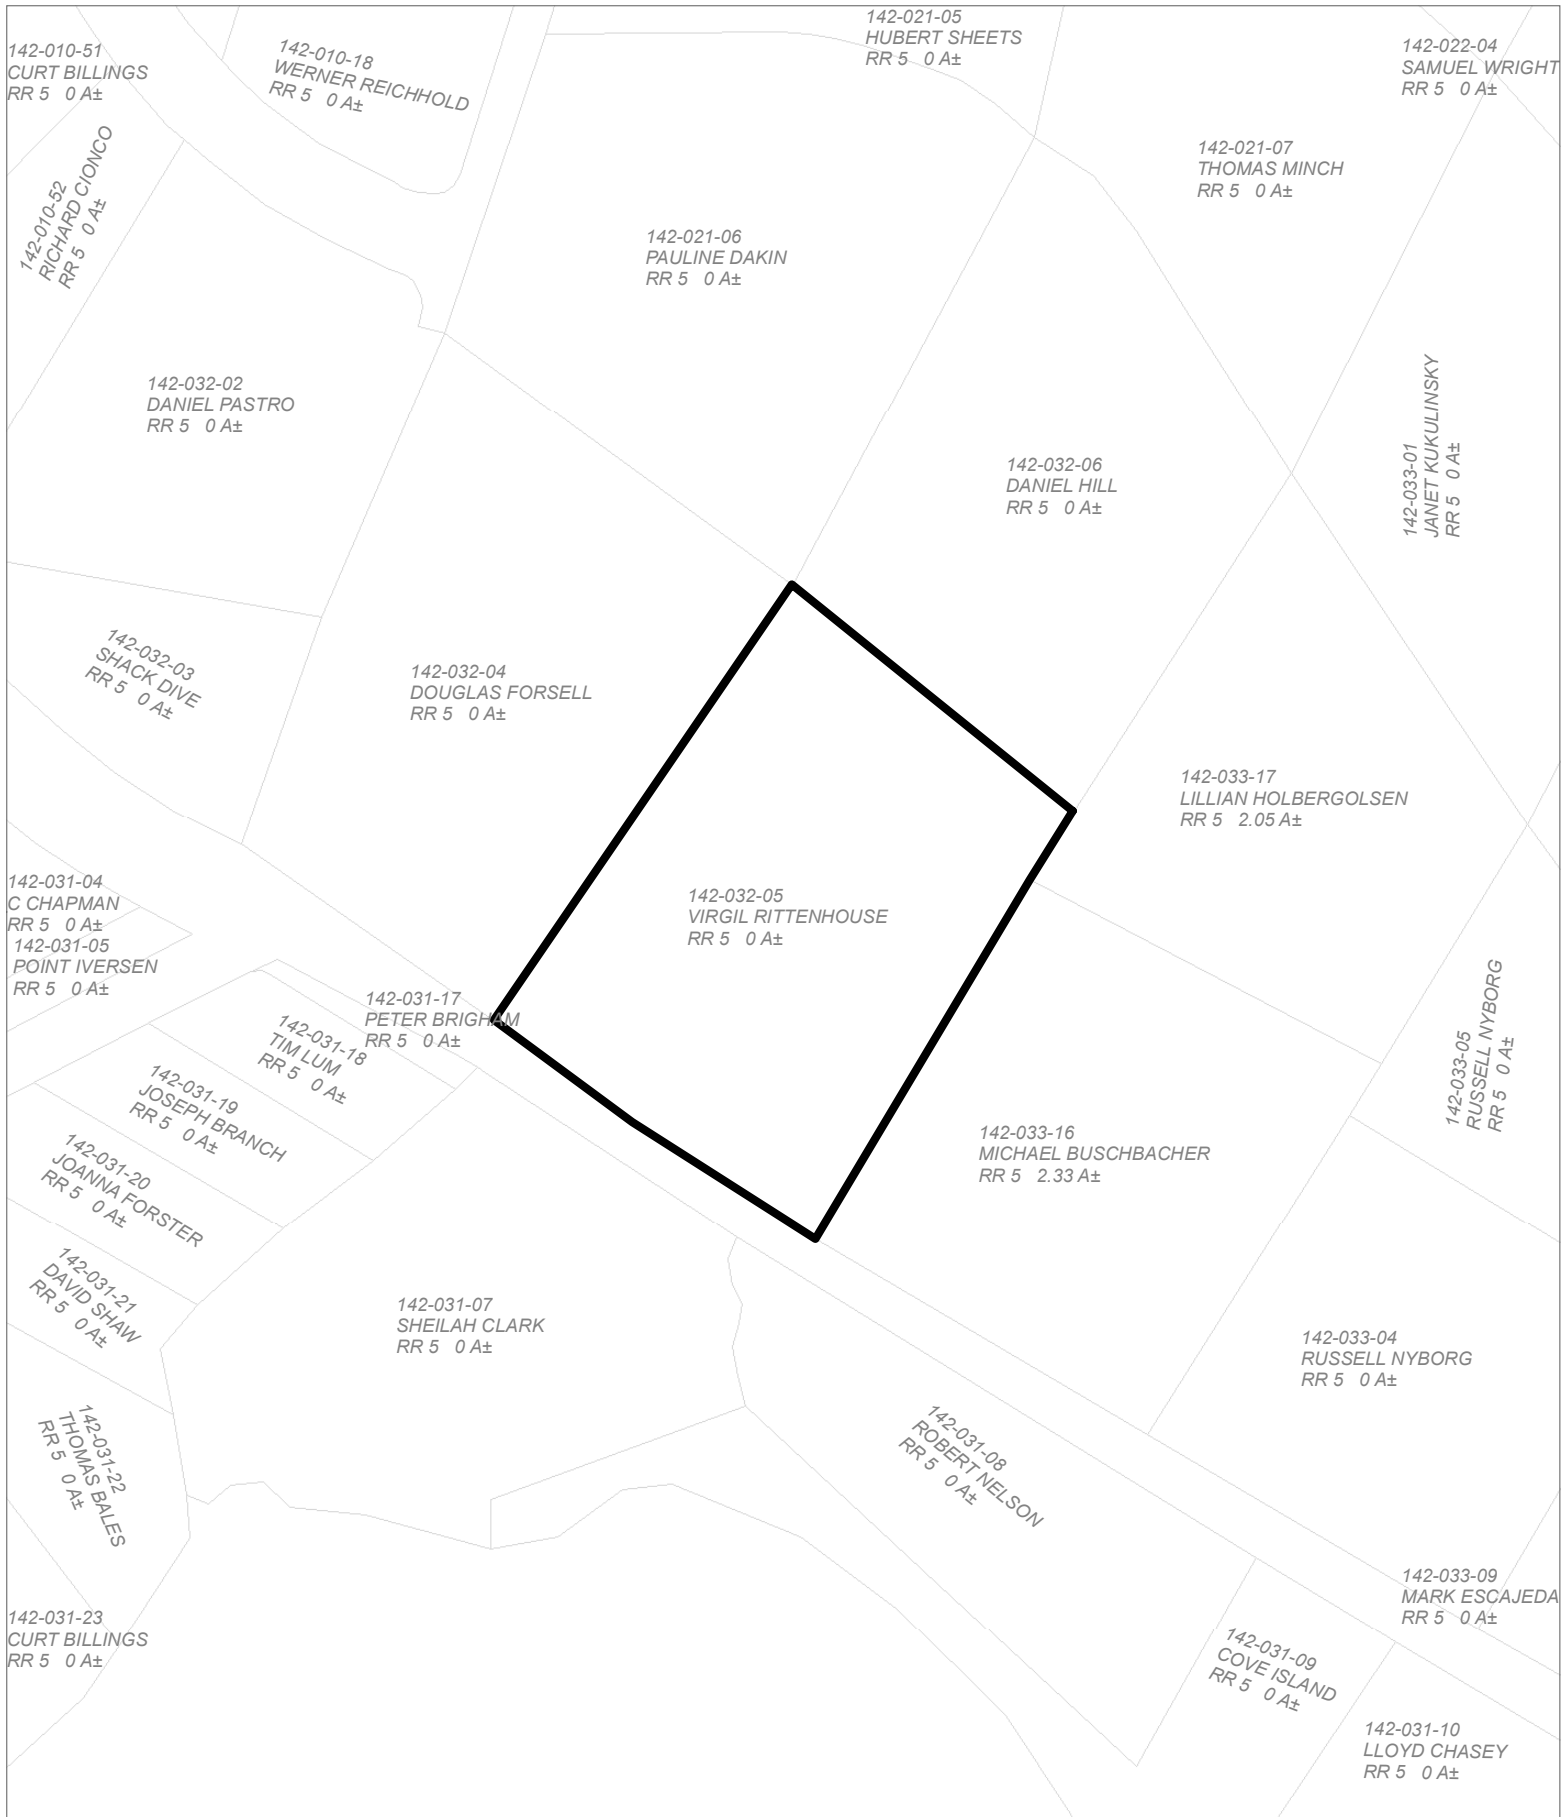 142-021-05
HUBERT SHEETS
RR 5 0 A±
142-010-51
CURT BILLINGS
RR 5 0 A±
142-010-18
WERNER REICHHOLD
RR 5 0 A±
142-022-04
SAMUEL WRIGHT
RR 5 0 A±
142-010-52
RICHARD CIONCO
RR 5 0 A±
142-021-07
THOMAS MINCH
RR 5 0 A±
142-021-06
PAULINE DAKIN
RR 5 0 A±
142-032-02
DANIEL PASTRO
RR 5 0 A±
142-033-01
JANET KUKULINSKY
RR 5 0 A±
142-032-06
DANIEL HILL
RR 5 0 A±
142-032-03
SHACK DIVE
RR 5 0 A±
142-032-04
DOUGLAS FORSELL
RR 5 0 A±
142-033-17
LILLIAN HOLBERGOLSEN
RR 5 2.05 A±
142-031-04
C CHAPMAN
RR 5 0 A±
142-032-05
VIRGIL RITTENHOUSE
RR 5 0 A±
142-031-05
POINT IVERSEN
RR 5 0 A±
142-033-05
RUSSELL NYBORG
RR 5 0 A±
142-031-17
PETER BRIGHAM
RR 5 0 A±
142-031-18
TIM LUM
RR 5 0 A±
142-031-19
JOSEPH BRANCH
RR 5 0 A±
142-033-16
MICHAEL BUSCHBACHER
RR 5 2.33 A±
142-031-20
JOANNA FORSTER
RR 5 0 A±
142-031-21
DAVID SHAW
RR 5 0 A±
142-031-07
SHEILAH CLARK
RR 5 0 A±
142-033-04
RUSSELL NYBORG
RR 5 0 A±
142-031-22
THOMAS BALES
RR 5 0 A±
142-031-08
ROBERT NELSON
RR 5 0 A±
142-033-09
MARK ESCAJEDA
RR 5 0 A±
142-031-23
CURT BILLINGS
RR 5 0 A±
142-031-09
COVE ISLAND
RR 5 0 A±
142-031-10
LLOYD CHASEY
RR 5 0 A±